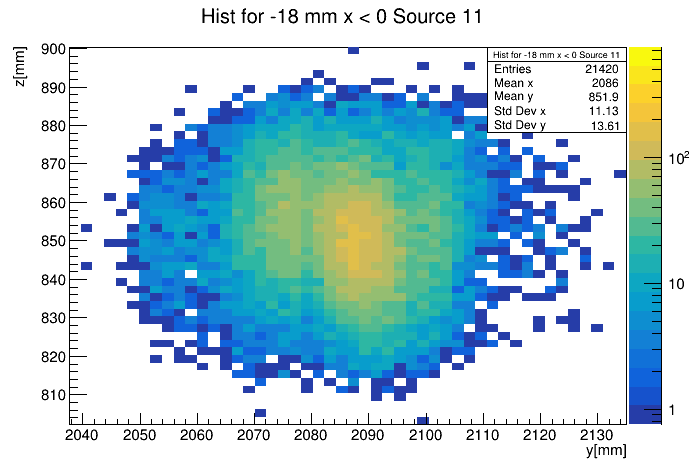 Hist for -18 mm x < 0 Source 11
z[mm]
900
890
880
870
860
850
840
830
820
810
2040 2050 2060 2070 2080 2090 2100 2110 2120 2130
y[mm]
Hist for -18 mm x < 0 Source 11
Entries 21420
Mean x 2086
Mean y 851.9
Std Dev x 11.13
Std Dev y 13.61
10²
10
1